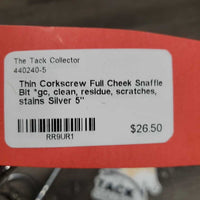 The Tack Collector
440240-5
Thin Corkscrew Full Cheek Snaffle
Bit *gc, clean, residue, scratches,
stains Silver 5"
$26.50
RR9UR1
TACK